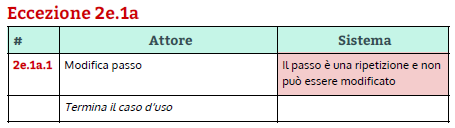 Eccezione 2e.1a
# Attore Sistema
2e.1a.1 Modifica passo Il passo è una ripetizione e non
può essere modificato
Termina il caso d'uso